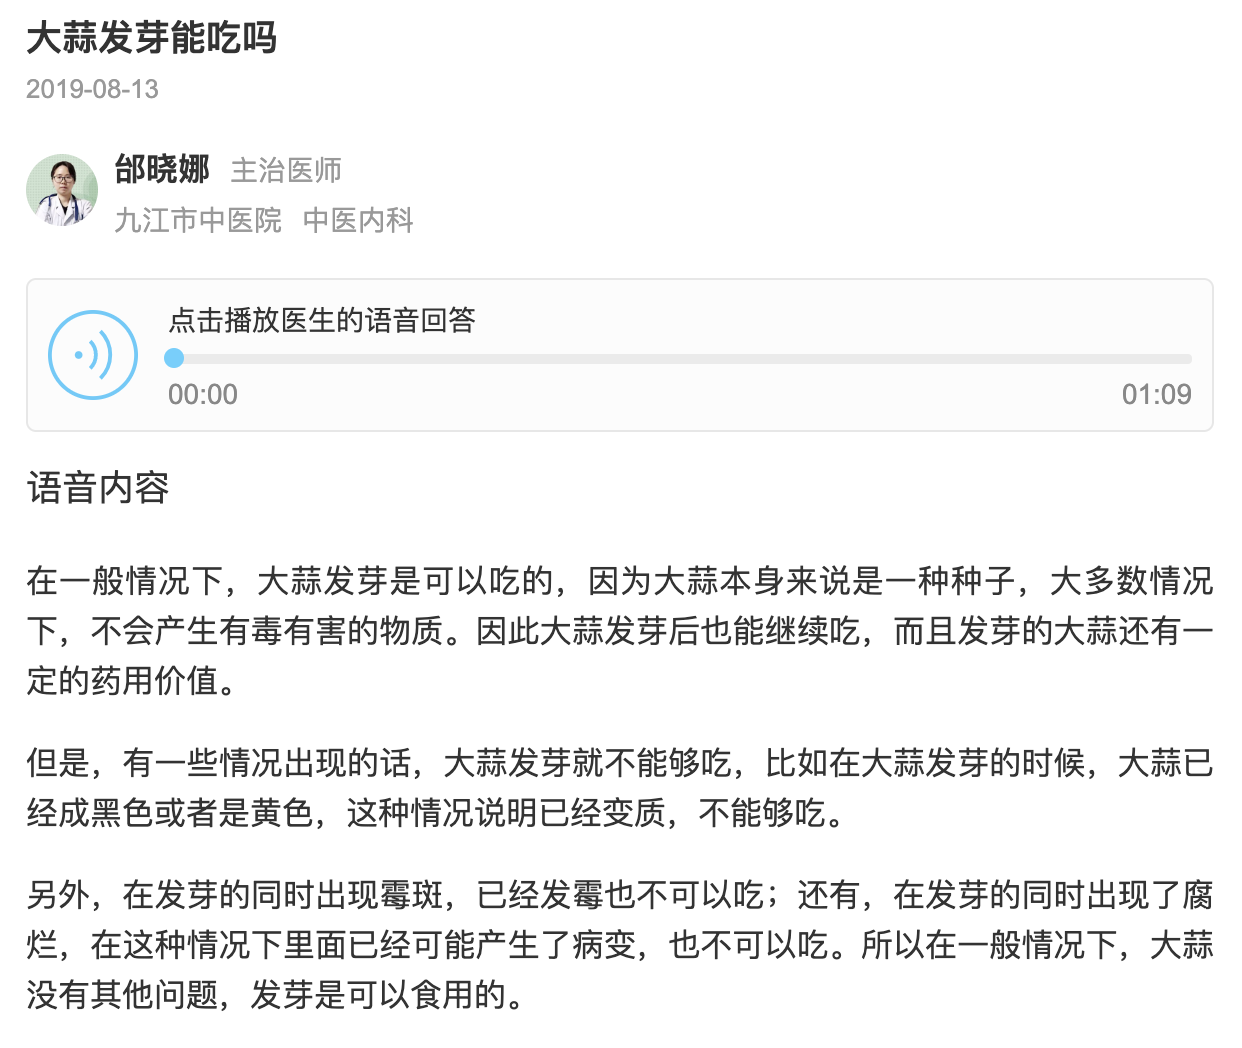 大蒜发芽能吃吗
2019-08-13
邰晓娜 主治医师
九江市中医院 中医内科
点击播放医生的语音回答
00:00 01:09
语音内容
在一般情况下，大蒜发芽是可以吃的，因为大蒜本身来说是一种种子，大多数情况
下，不会产生有毒有害的物质。因此大蒜发芽后也能继续吃，而且发芽的大蒜还有一
定的药用价值。
但是，有一些情况出现的话，大蒜发芽就不能够吃，比如在大蒜发芽的时候，大蒜已
经成黑色或者是黄色，这种情况说明已经变质，不能够吃。
另外，在发芽的同时出现霉斑，已经发霉也不可以吃；还有，在发芽的同时出现了腐
烂，在这种情况下里面已经可能产生了病变，也不可以吃。所以在一般情况下，大蒜
没有其他问题，发芽是可以食用的。